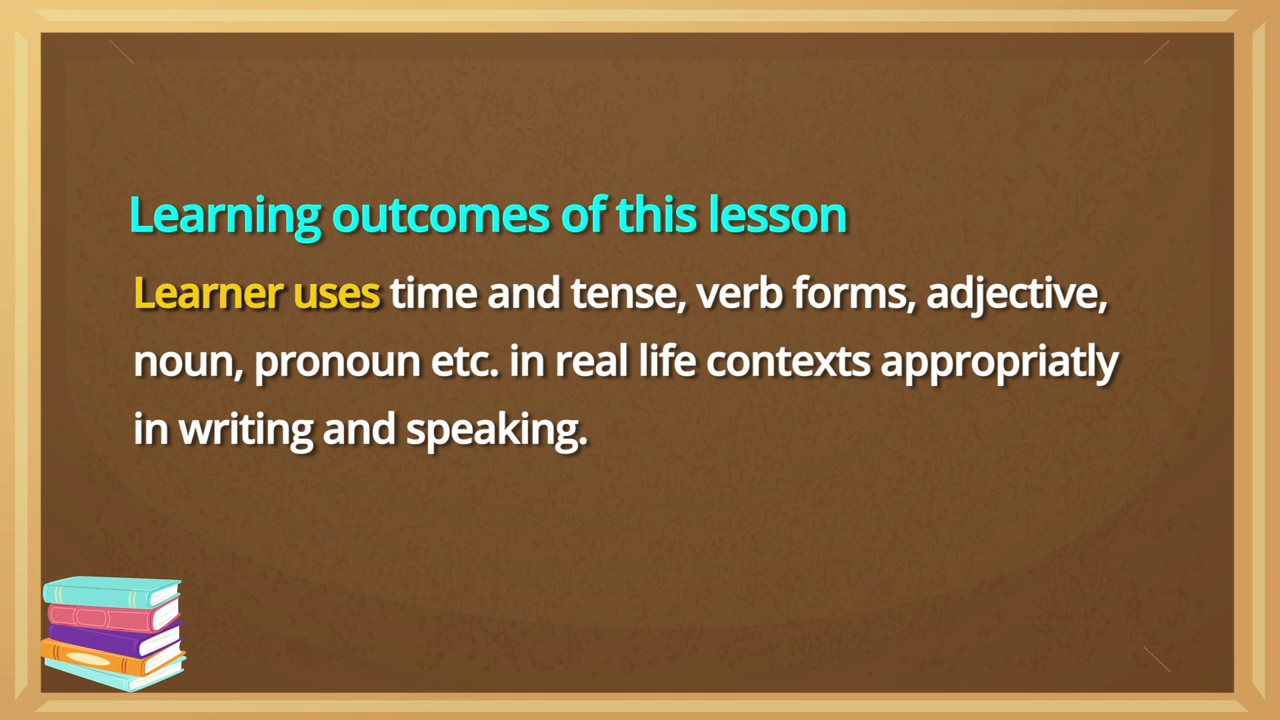 Learning outcomes of this lesson
Learner uses time and tense, verb forms, adjective,
noun, pronoun etc. in real life contexts appropriatly
in writing and speaking.